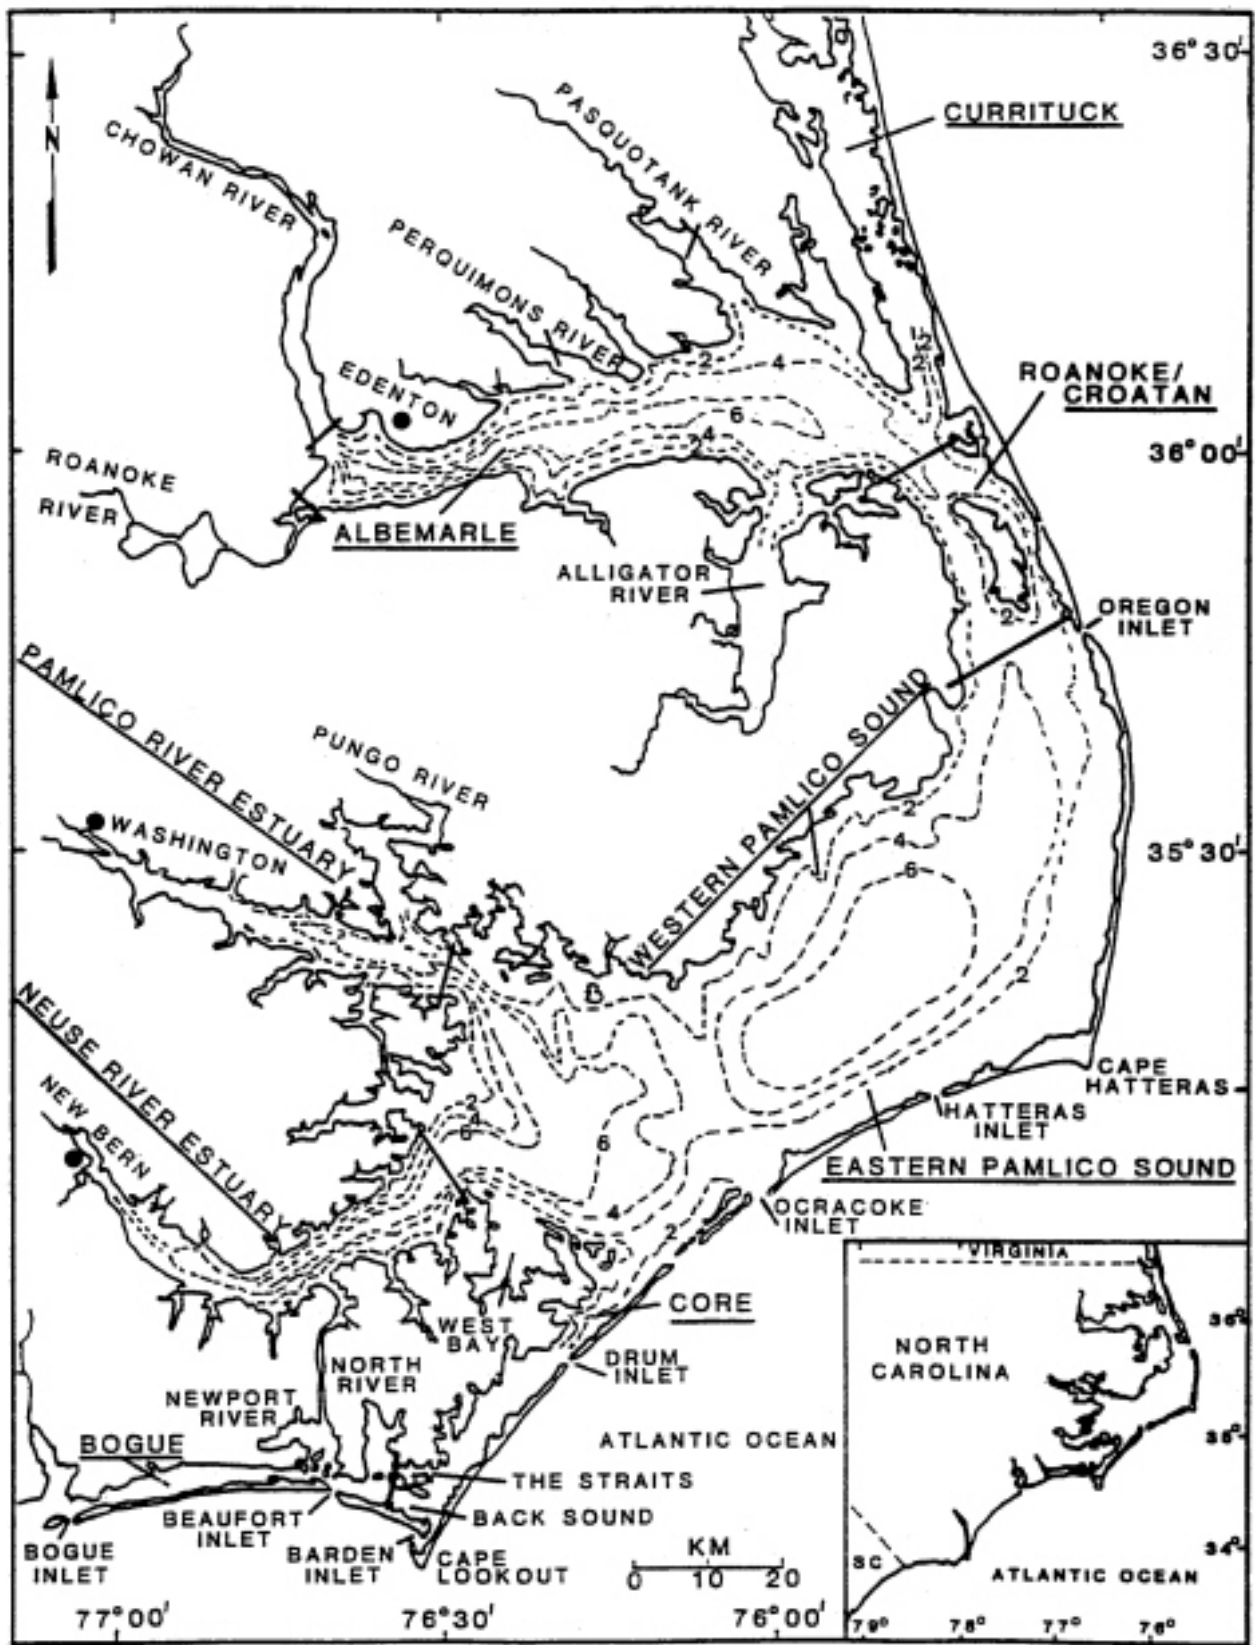 36°30'
N
CHOWAN RIVER
PASQUOTANK RIVER
CURRITUCK
PERQUIMONS RIVER
2
4
2
EDENTON
6
4
ROANOKE/
CROATAN
36°00'
ROANOKE
RIVER
ALBEMARLE
ALLIGATOR
RIVER
2
OREGON
INLET
PAMLICO RIVER ESTUARY
PUNGO RIVER
WASHINGTON
WESTERN PAMLICO SOUND
2
4
6
35°30'
2
NEUSE RIVER ESTUARY
NEW BERN
2
4
6
6
CAPE
HATTERAS
HATTERAS
INLET
EASTERN PAMLICO SOUND
4
2
OCRACOKE
INLET
WEST
BAY
CORE
DRUM
INLET
NORTH
RIVER
NEWPORT
RIVER
BOGUE
ATLANTIC OCEAN
THE STRAITS
BACK SOUND
BEAUFORT
INLET
BARDEN
INLET
CAPE
LOOKOUT
BOGUE
INLET
KM
0 10 20
77°00'
76°30'
76°00'
VIRGINIA
NORTH
CAROLINA
36°
35°
34°
SC
ATLANTIC OCEAN
79°
78°
77°
76°